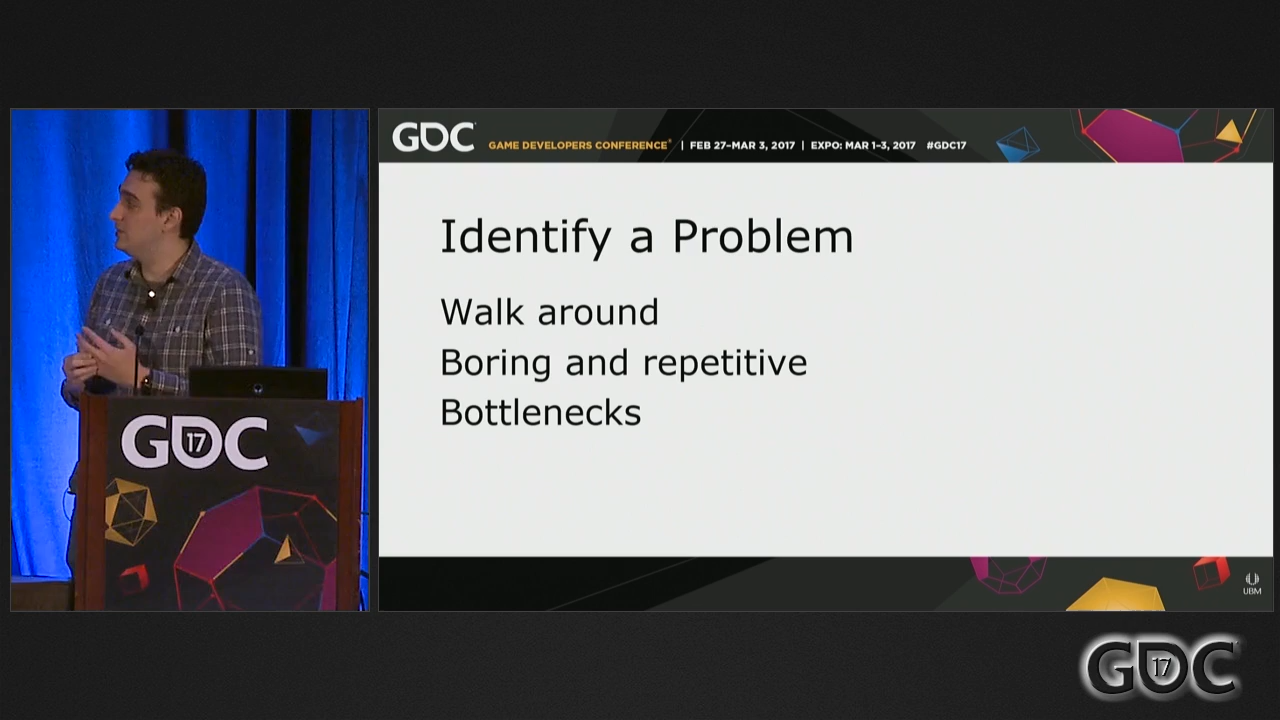 GDC
GAME DEVELOPERS CONFERENCE® | FEB 27–MAR 3, 2017 | EXPO: MAR 1–3, 2017 #GDC17
Identify a Problem
Walk around
Boring and repetitive
Bottlenecks
GDC
17
UBM
GDC
17